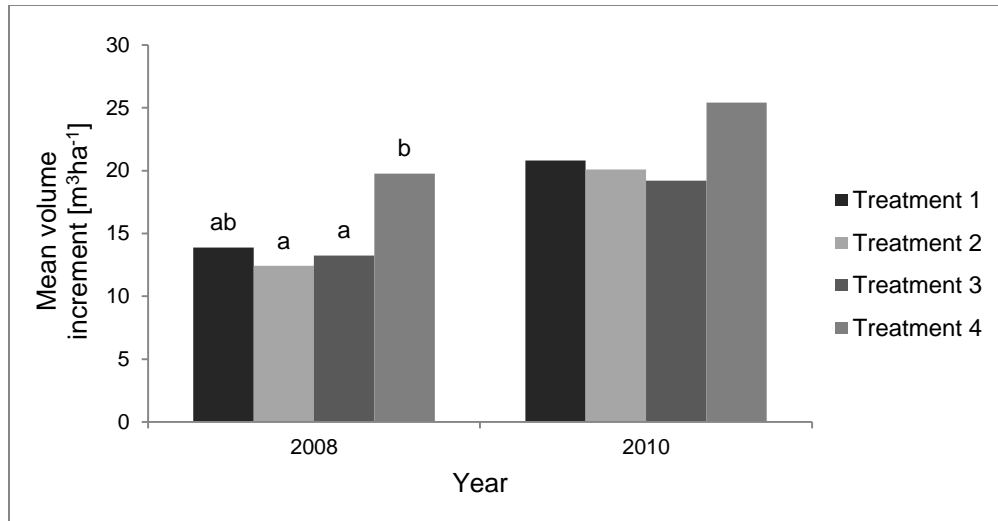 30
25
20
15
10
5
0
Mean volume
increment [m³ha⁻¹]
ab
a
a
b
2008
2010
Year
Treatment 1
Treatment 2
Treatment 3
Treatment 4